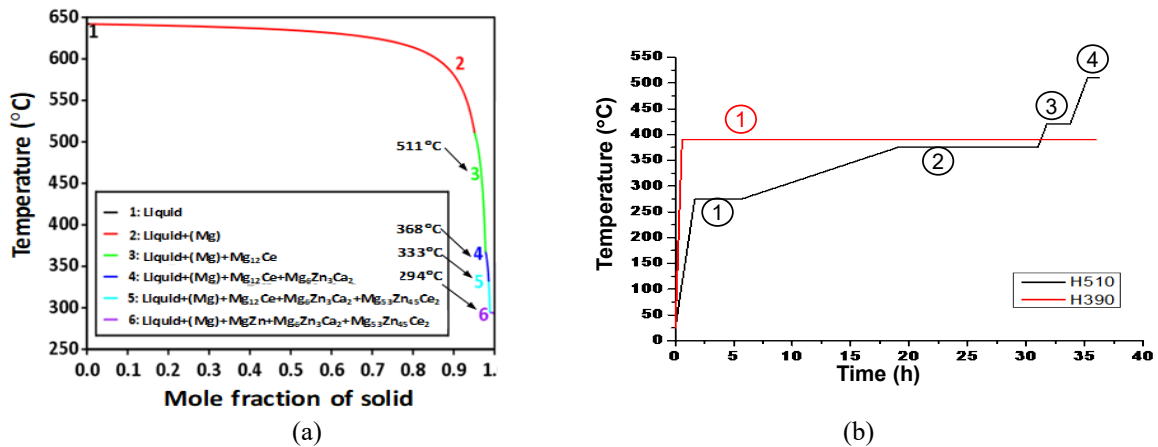 650
600
550
500
450
400
350
300
250
Temperature (°C)
1
2
511°C
3
1: Liquid
2: Liquid+(Mg)
3: Liquid+(Mg)+Mg₁₂Ce
4: Liquid+(Mg)+Mg₁₂Ce+Mg₆Zn₃Ca₂
5: Liquid+(Mg)+Mg₁₂Ce+Mg₆Zn₃Ca₂+Mg₅₃Zn₄₅Ce₂
6: Liquid+(Mg)+MgZn+Mg₆Zn₃Ca₂+Mg₅₃Zn₄₅Ce₂
368°C
4
333°C
5
294°C
6
0.0 0.1 0.2 0.3 0.4 0.5 0.6 0.7 0.8 0.9 1.
Mole fraction of solid
(a)
550
500
450
400
350
300
250
200
150
100
50
0
Temperature (°C)
1
1
2
3
4
H510
H390
0 5 10 15 20 25 30 35 40
Time (h)
(b)